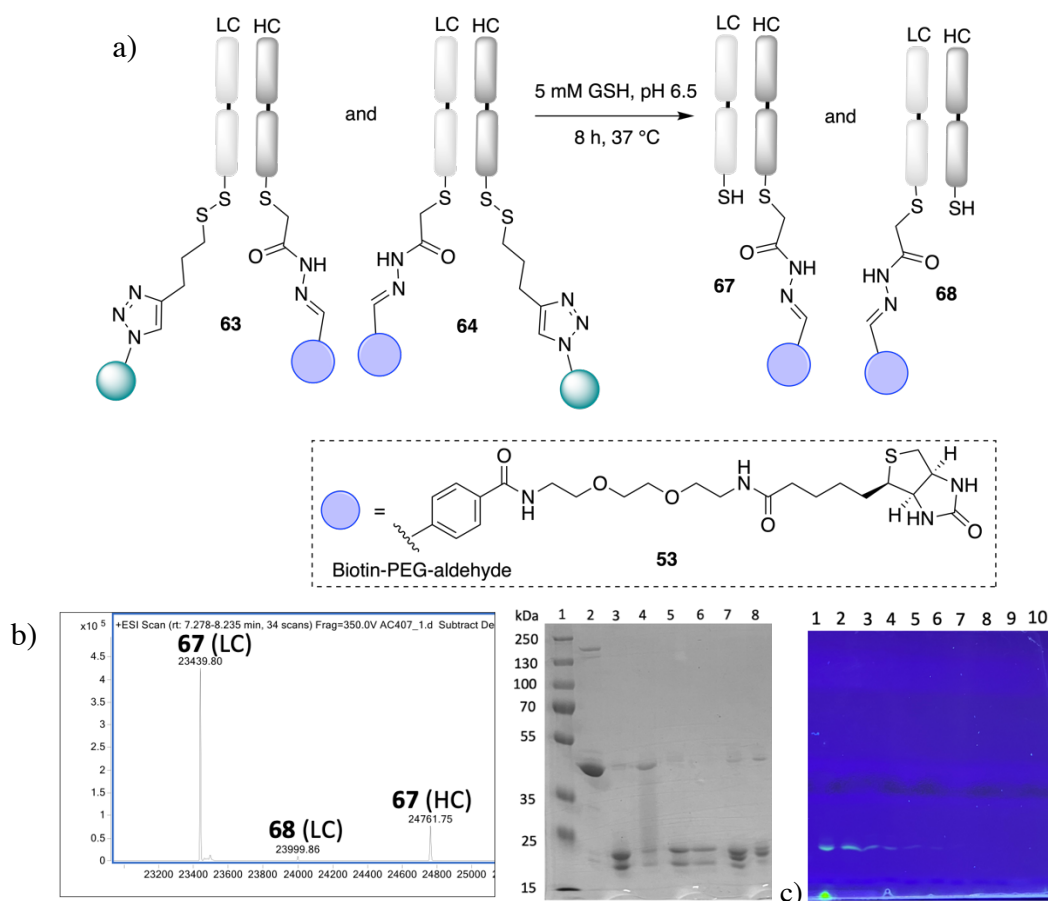 a)
LC HC
and
LC HC
5 mM GSH, pH 6.5
8 h, 37 °C
LC HC
and
LC HC
S S S
O NH
N
N N N
63
S S S
HN O
N
N N N
64
SH S
O NH
N
67
S SH
HN O
N
68
=
Biotin-PEG-aldehyde
O
N
H
O
O
H
N
O
S
H
NH
H HN
O
53
b)
x10 5
+ESI Scan (rt: 7.278-8.235 min, 34 scans) Frag=350.0V AC407_1.d Subtract De
4.5
4
3.5
3
2.5
2
1.5
1
0.5
0
67 (LC)
23439.80
68 (LC)
23999.86
67 (HC)
24761.75
23200 23400 23600 23800 24000 24200 24400 24600 24800 2
kDa 1 2 3 4 5 6 7 8
250
130
100
70
55
35
25
15
c)
1 2 3 4 5 6 7 8 9 10